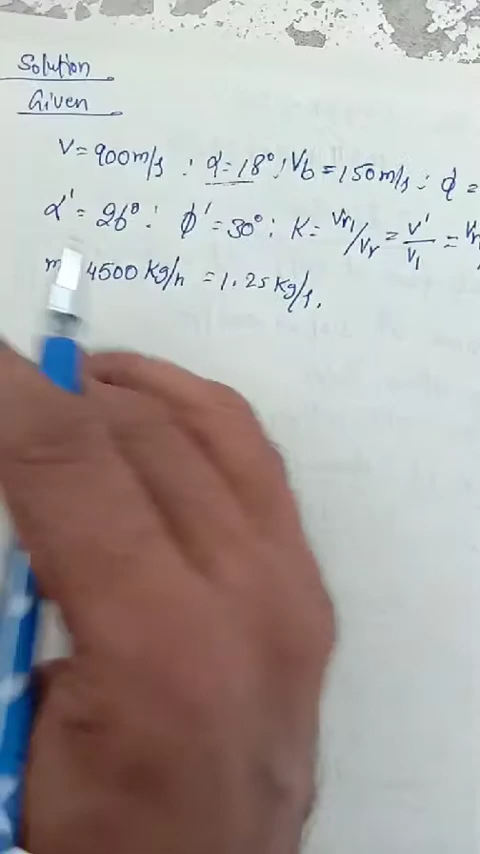 Solution
Given
V = 900 m/s ; α = 18° ; Vb = 150 m/s ; ϕ =
α' = 26° ; ϕ' = 30° ; K = Vr1/Vr = V'/V1 =
m 4500 Kg/h = 1.25 Kg/s.